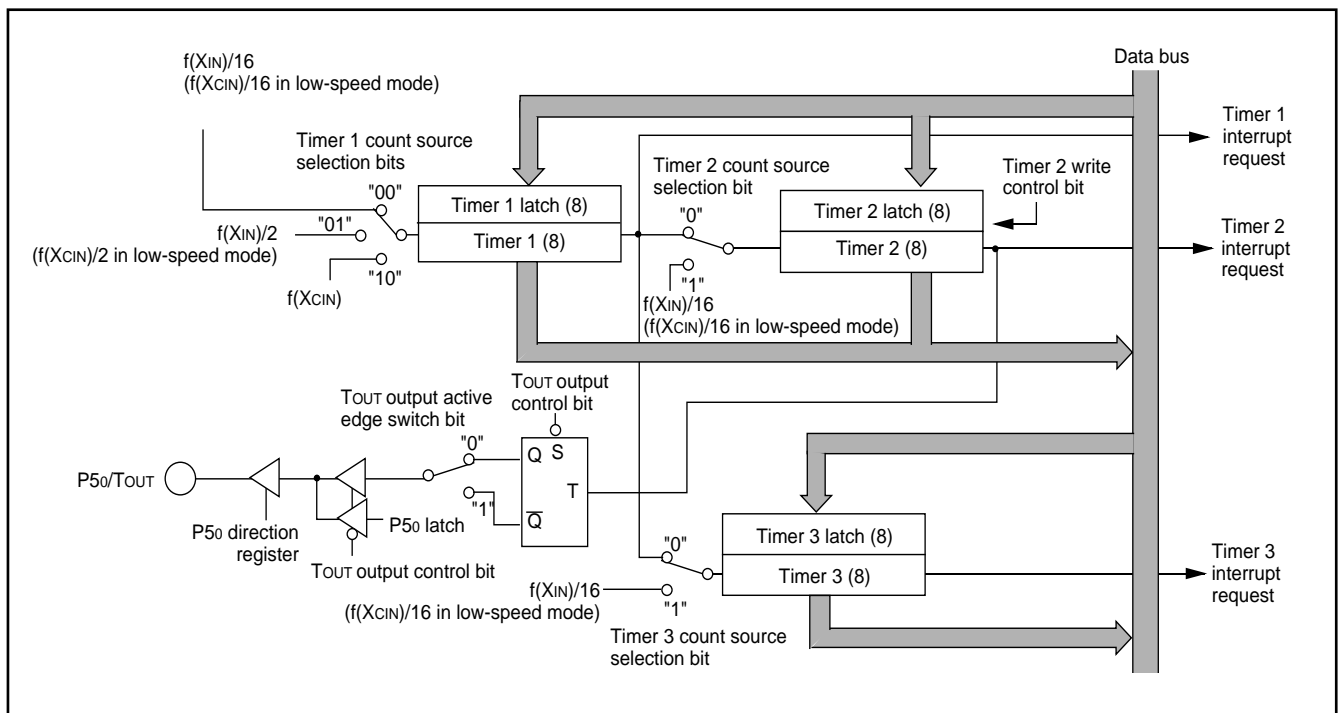 f(XIN)/16
(f(XCIN)/16 in low-speed mode)
Data bus
Timer 1 count source
selection bits
"00"
"01"
f(XIN)/2
(f(XCIN)/2 in low-speed mode)
"10"
f(XCIN)
Timer 1 latch (8)
Timer 1 (8)
Timer 2 count source
selection bit
"0"
"1"
f(XIN)/16
(f(XCIN)/16 in low-speed mode)
Timer 2 latch (8)
Timer 2 (8)
Timer 2 write
control bit
Timer 1
interrupt
request
Timer 2
interrupt
request
TOUT output active
edge switch bit
TOUT output
control bit
"0"
"1"
Q S
T
Q̅
P50/TOUT
P50 direction
register
P50 latch
TOUT output control bit
"0"
f(XIN)/16
(f(XCIN)/16 in low-speed mode)
"1"
Timer 3 count source
selection bit
Timer 3 latch (8)
Timer 3 (8)
Timer 3
interrupt
request